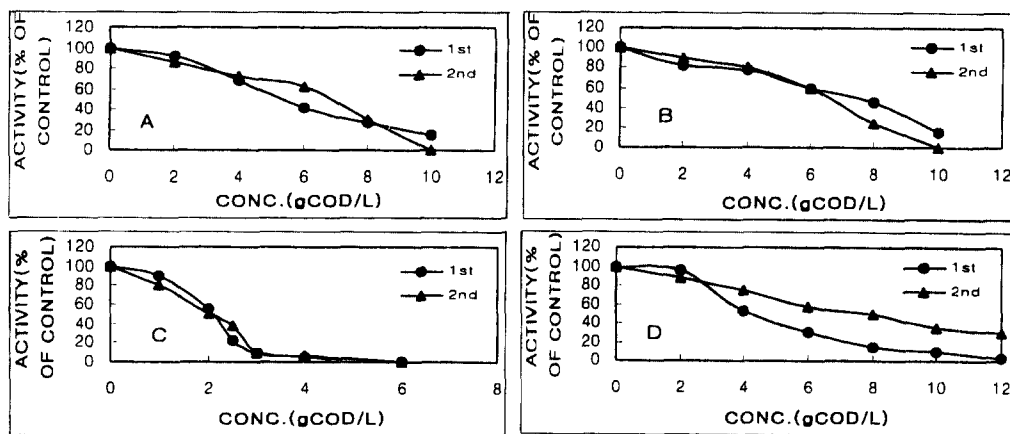 ACTIVITY(% OF
CONTROL)
120
100
80
60
40
20
0
1st
2nd
A
0 2 4 6 8 10 12
CONC.(gCOD/L)
ACTIVITY(% OF
CONTROL)
120
100
80
60
40
20
0
1st
2nd
B
0 2 4 6 8 10 12
CONC.(gCOD/L)
ACTIVITY(%
OF CONTROL)
120
100
80
60
40
20
0
1st
2nd
C
0 2 4 6 8
CONC.(gCOD/L)
ACTIVITY(%
OF CONTROL)
120
100
80
60
40
20
0
1st
2nd
D
0 2 4 6 8 10 12
CONC.(gCOD/L)